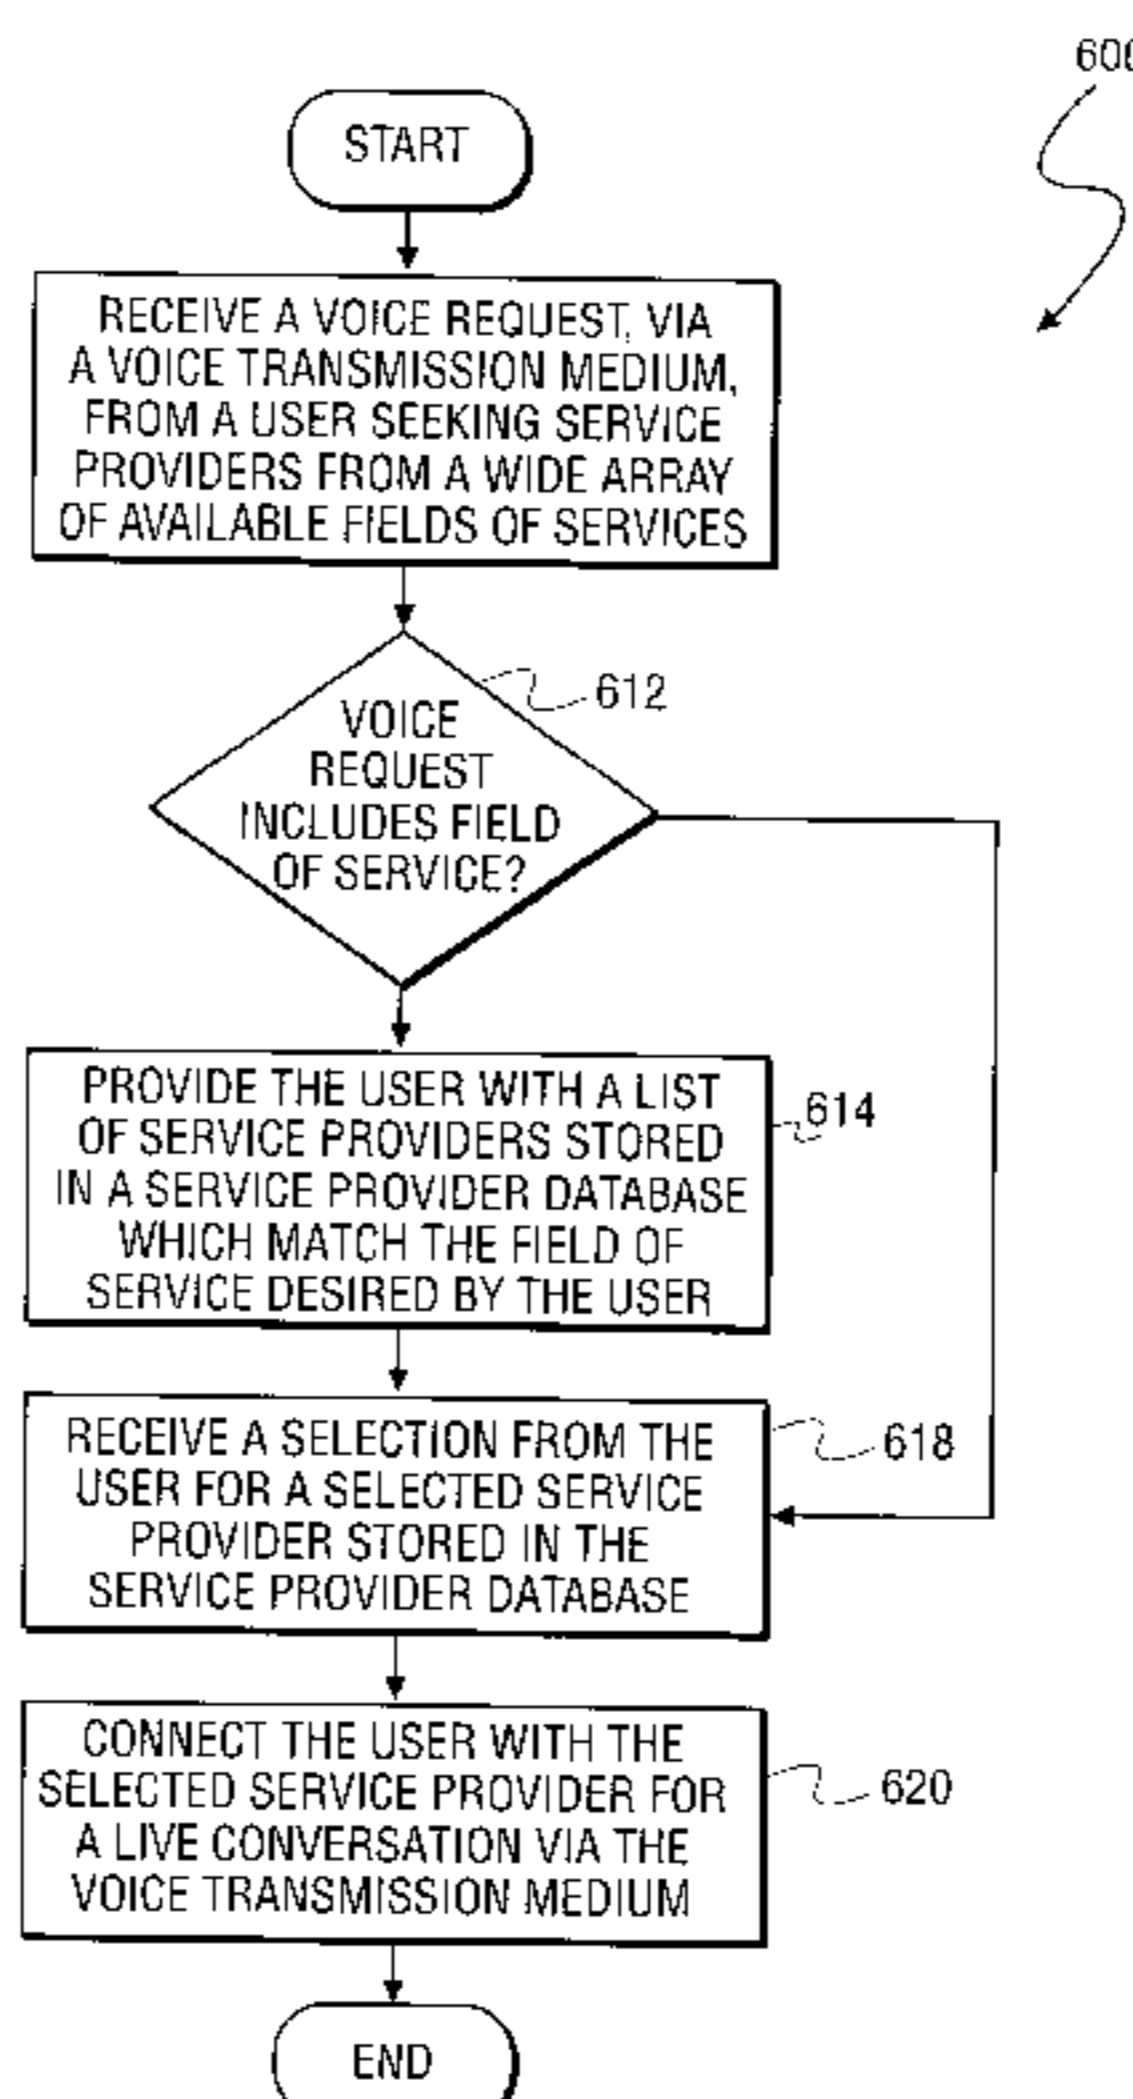 600
START
RECEIVE A VOICE REQUEST, VIA
A VOICE TRANSMISSION MEDIUM,
FROM A USER SEEKING SERVICE
PROVIDERS FROM A WIDE ARRAY
OF AVAILABLE FIELDS OF SERVICES
612
VOICE
REQUEST
INCLUDES FIELD
OF SERVICE?
PROVIDE THE USER WITH A LIST
OF SERVICE PROVIDERS STORED
IN A SERVICE PROVIDER DATABASE
WHICH MATCH THE FIELD OF
SERVICE DESIRED BY THE USER
614
RECEIVE A SELECTION FROM THE
USER FOR A SELECTED SERVICE
PROVIDER STORED IN THE
SERVICE PROVIDER DATABASE
618
CONNECT THE USER WITH THE
SELECTED SERVICE PROVIDER FOR
A LIVE CONVERSATION VIA THE
VOICE TRANSMISSION MEDIUM
620
END